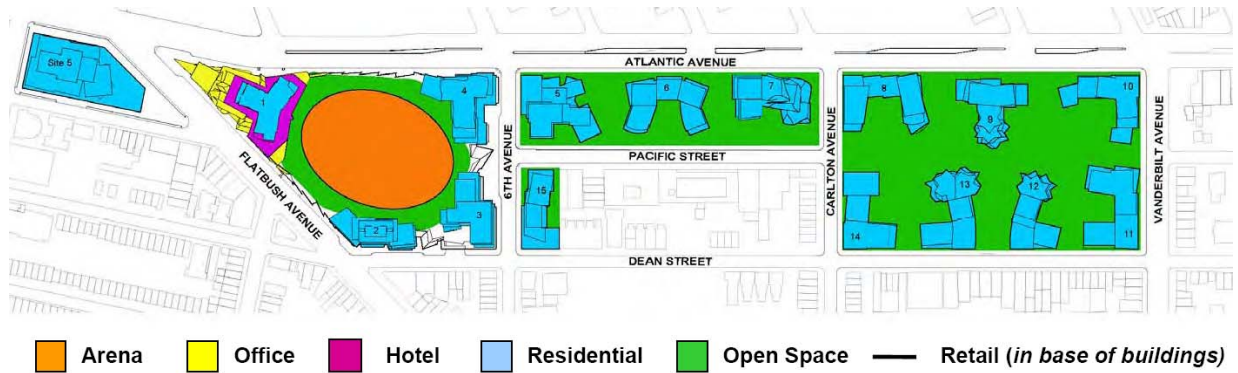 Site 5
1
4
5
6
7
8
9
10
ATLANTIC AVENUE
FLATBUSH AVENUE
6TH AVENUE
PACIFIC STREET
CARLTON AVENUE
VANDERBILT AVENUE
2
3
15
14
13
12
11
DEAN STREET
Arena
Office
Hotel
Residential
Open Space
Retail (in base of buildings)